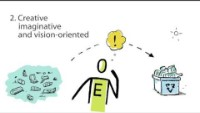 2. Creative
imaginative
and vision-oriented
!
E